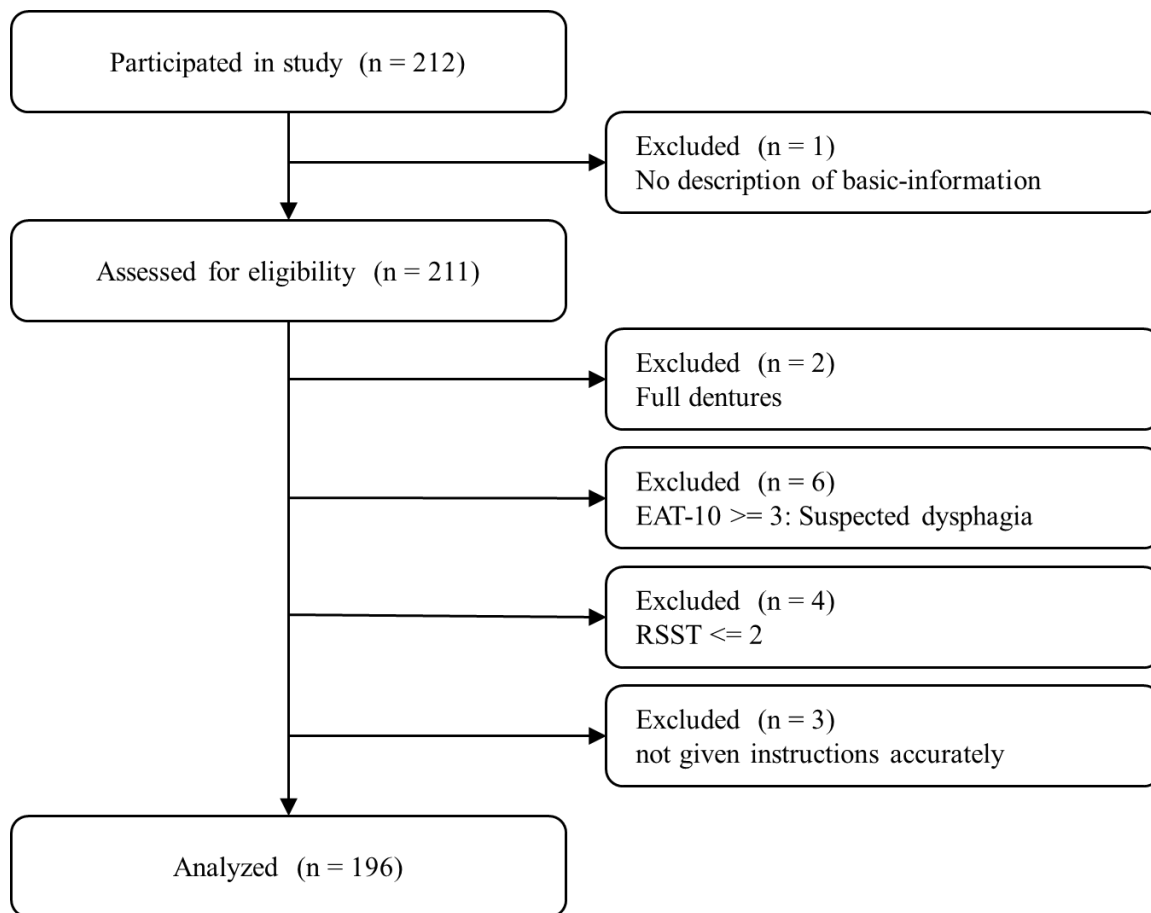 Participated in study (n = 212)
Excluded (n = 1)
No description of basic-information
Assessed for eligibility (n = 211)
Excluded (n = 2)
Full dentures
Excluded (n = 6)
EAT-10 >= 3: Suspected dysphagia
Excluded (n = 4)
RSST <= 2
Excluded (n = 3)
not given instructions accurately
Analyzed (n = 196)